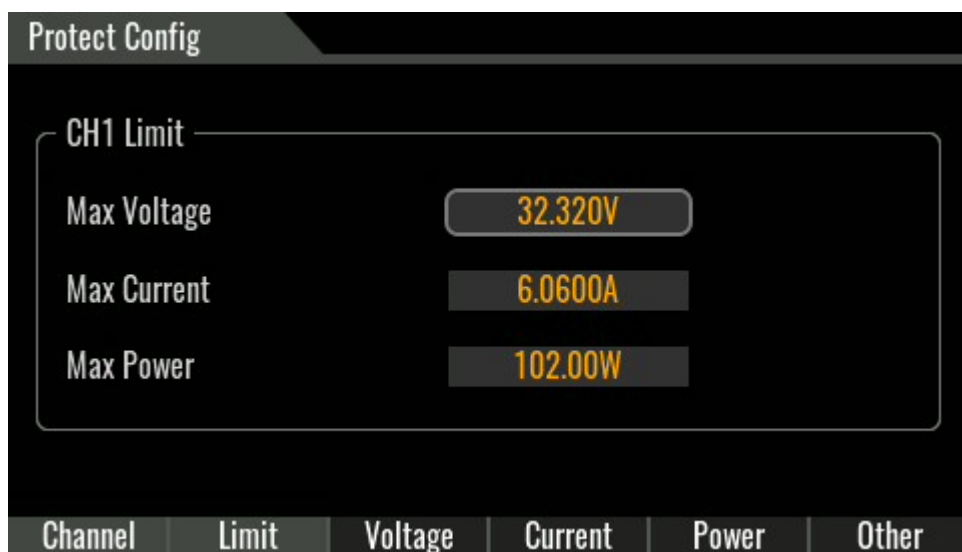 Protect Config
CH1 Limit
Max Voltage 32.320V
Max Current 6.0600A
Max Power 102.00W
Channel Limit Voltage Current Power Other